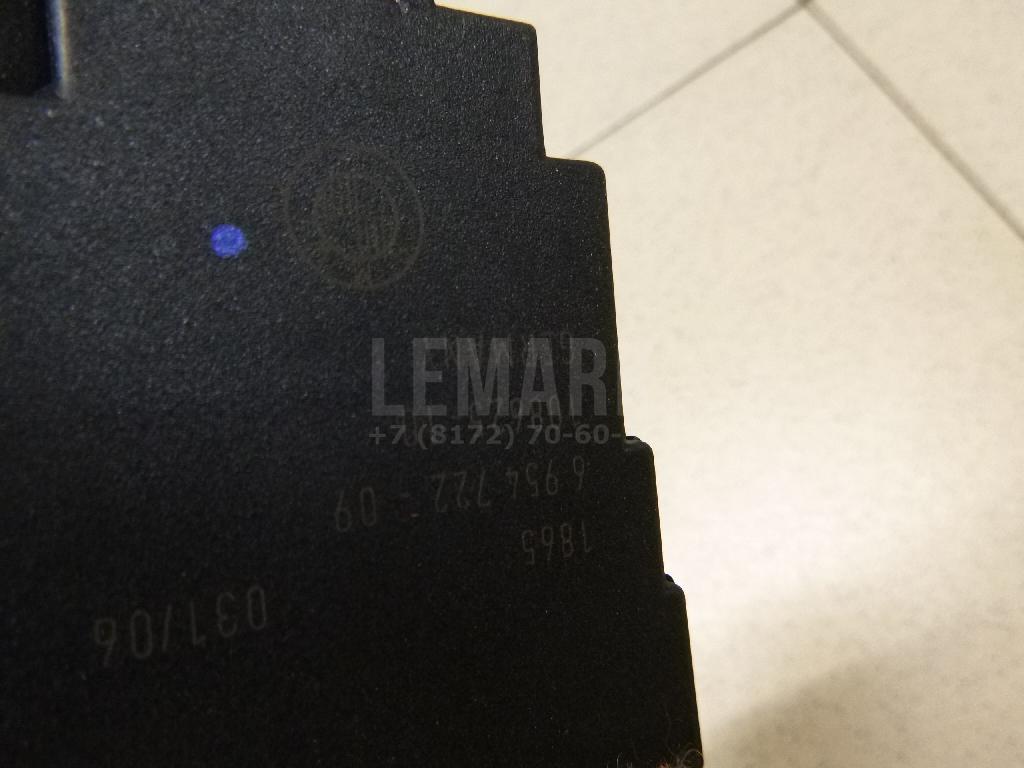 LEMAR
+7 (8172) 70-60-
6 954 722 - 09
1865
031/06